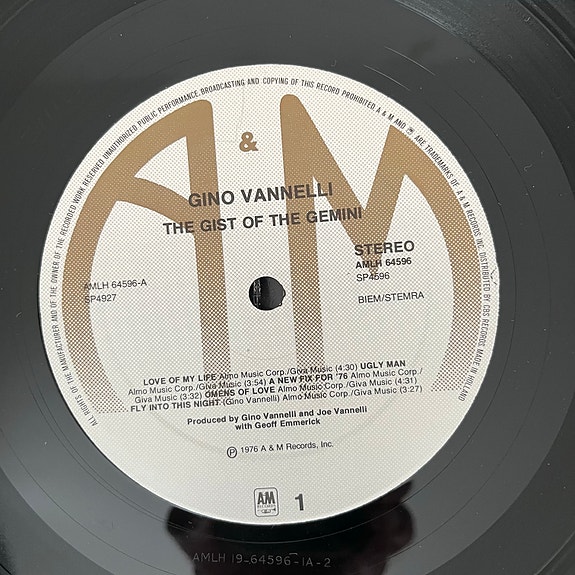 ALL RIGHTS OF THE MANUFACTURER AND OF THE OWNER OF THE RECORDED WORK RESERVED UNAUTHORIZED PUBLIC PERFORMANCE, BROADCASTING AND COPYING OF THIS RECORD PROHIBITED A & M AND ARE TRADEMARKS OF A & M RECORDS INC. DISTRIBUTED BY CBS RECORDS MADE IN HOLLAND
A & M
GINO VANNELLI
THE GIST OF THE GEMINI
STEREO
AMLH 64596
SP4596
AMLH 64596-A
SP4927
BIEM/STEMRA
LOVE OF MY LIFE Almo Music Corp./Giva Music (4:30) UGLY MAN
Almo Music Corp./Giva Music (3:54) A NEW FIX FOR '76 Almo Music Corp./
Giva Music (3:32) OMENS OF LOVE Almo Music Corp./Giva Music (4:31)
FLY INTO THIS NIGHT (Gino Vannelli) Almo Music Corp./Giva Music (3:27)
Produced by Gino Vannelli and Joe Vannelli
with Geoff Emmerick
℗ 1976 A & M Records, Inc.
A&M
RECORDS
1
AMLH 19-64596-1A-2